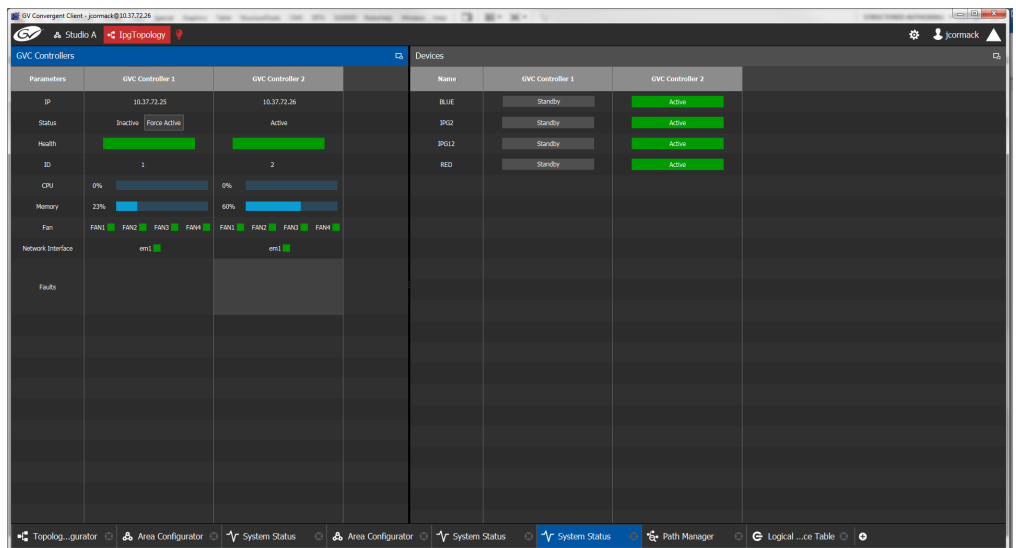 GV Convergent Client - jcormack@10.37.72.26
GV Studio A IpgTopology jcormack
GVC Controllers Devices
Parameters GVC Controller 1 GVC Controller 2 Name GVC Controller 1 GVC Controller 2
IP 10.37.72.25 10.37.72.26 BLUE Standby Active
Status Inactive Force Active Active IPG2 Standby Active
Health IPG12 Standby Active
ID 1 2 RED Standby Active
CPU 0% 0%
Memory 23% 60%
Fan FAN1 FAN2 FAN3 FAN4 FAN1 FAN2 FAN3 FAN4
Network Interface em1 em1
Faults
Topolog...gurator Area Configurator System Status Area Configurator System Status System Status Path Manager Logical ...ce Table